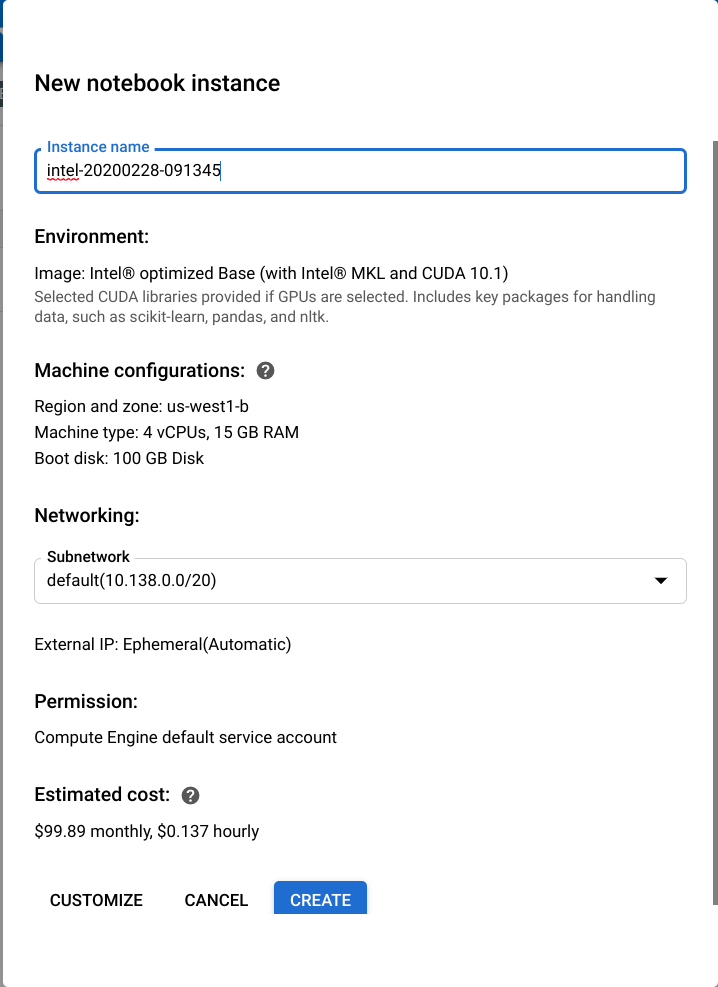 New notebook instance
Instance name
intel-20200228-091345
Environment:
Image: Intel® optimized Base (with Intel® MKL and CUDA 10.1)
Selected CUDA libraries provided if GPUs are selected. Includes key packages for handling
data, such as scikit-learn, pandas, and nltk.
Machine configurations:
Region and zone: us-west1-b
Machine type: 4 vCPUs, 15 GB RAM
Boot disk: 100 GB Disk
Networking:
Subnetwork
default(10.138.0.0/20)
External IP: Ephemeral(Automatic)
Permission:
Compute Engine default service account
Estimated cost:
$99.89 monthly, $0.137 hourly
CUSTOMIZE CANCEL CREATE